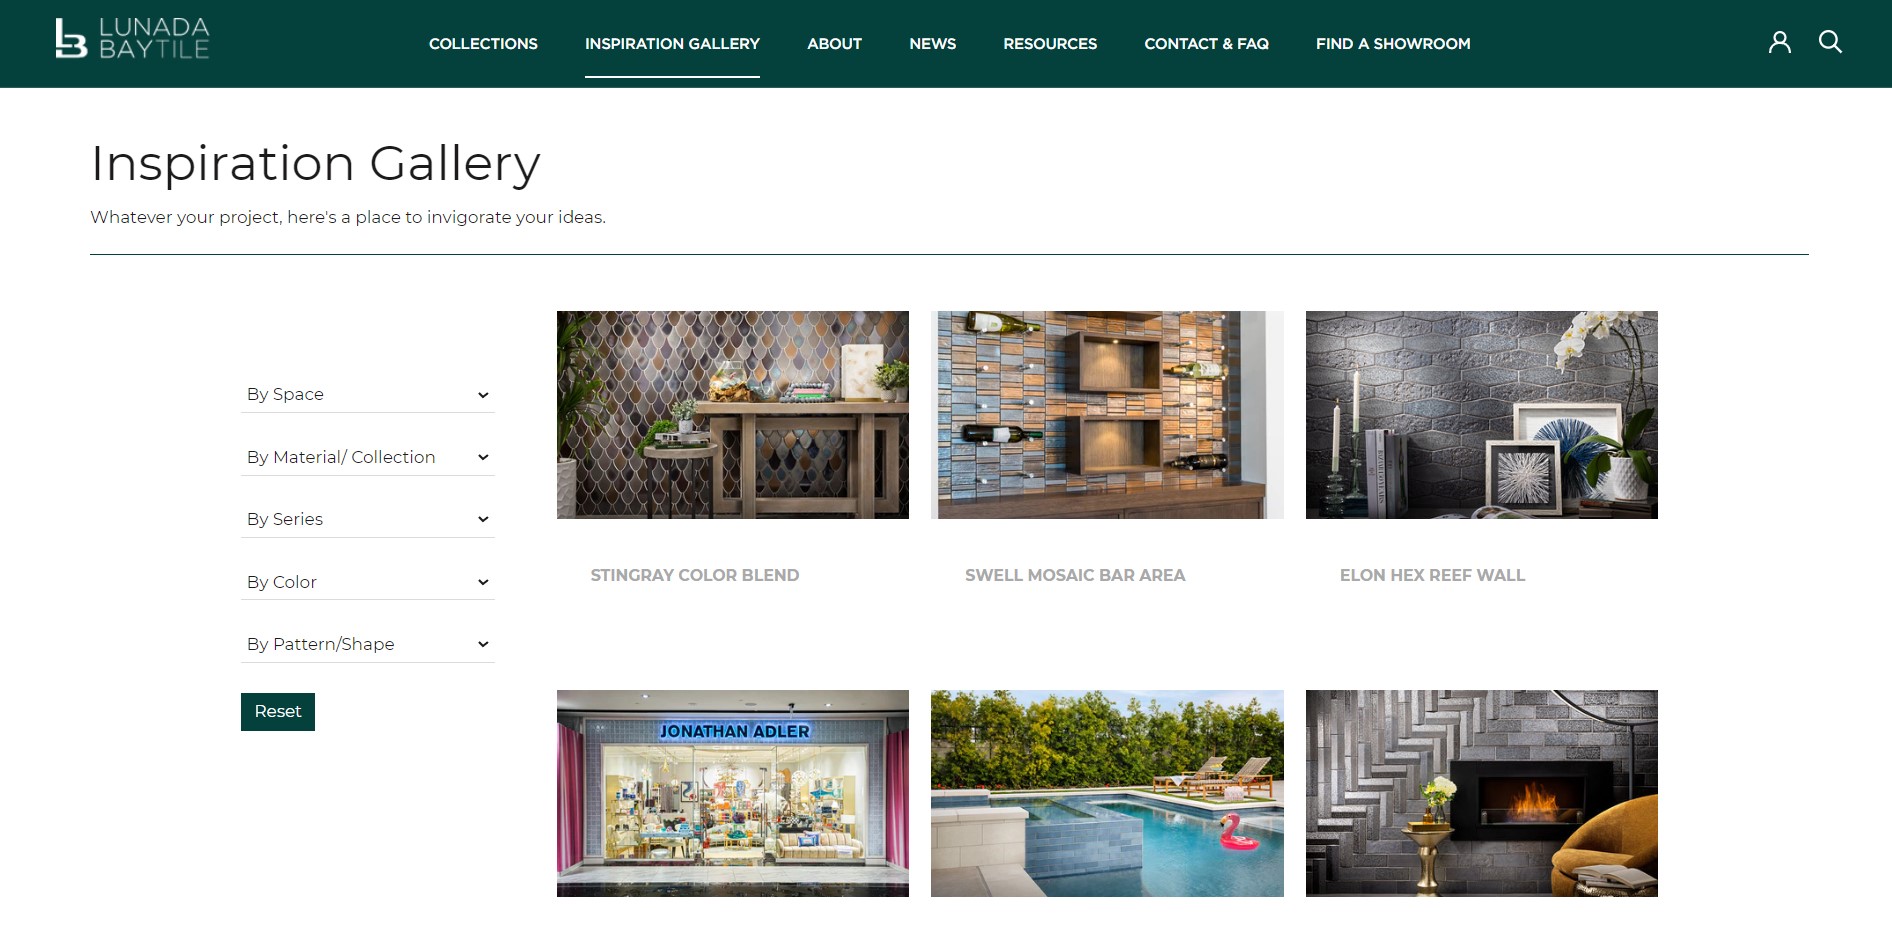 LUNADA
BAYTILE
COLLECTIONS
INSPIRATION GALLERY
ABOUT
NEWS
RESOURCES
CONTACT & FAQ
FIND A SHOWROOM
Inspiration Gallery
Whatever your project, here's a place to invigorate your ideas.
By Space
By Material/ Collection
By Series
By Color
By Pattern/Shape
Reset
STINGRAY COLOR BLEND
SWELL MOSAIC BAR AREA
ELON HEX REEF WALL
JONATHAN ADLER